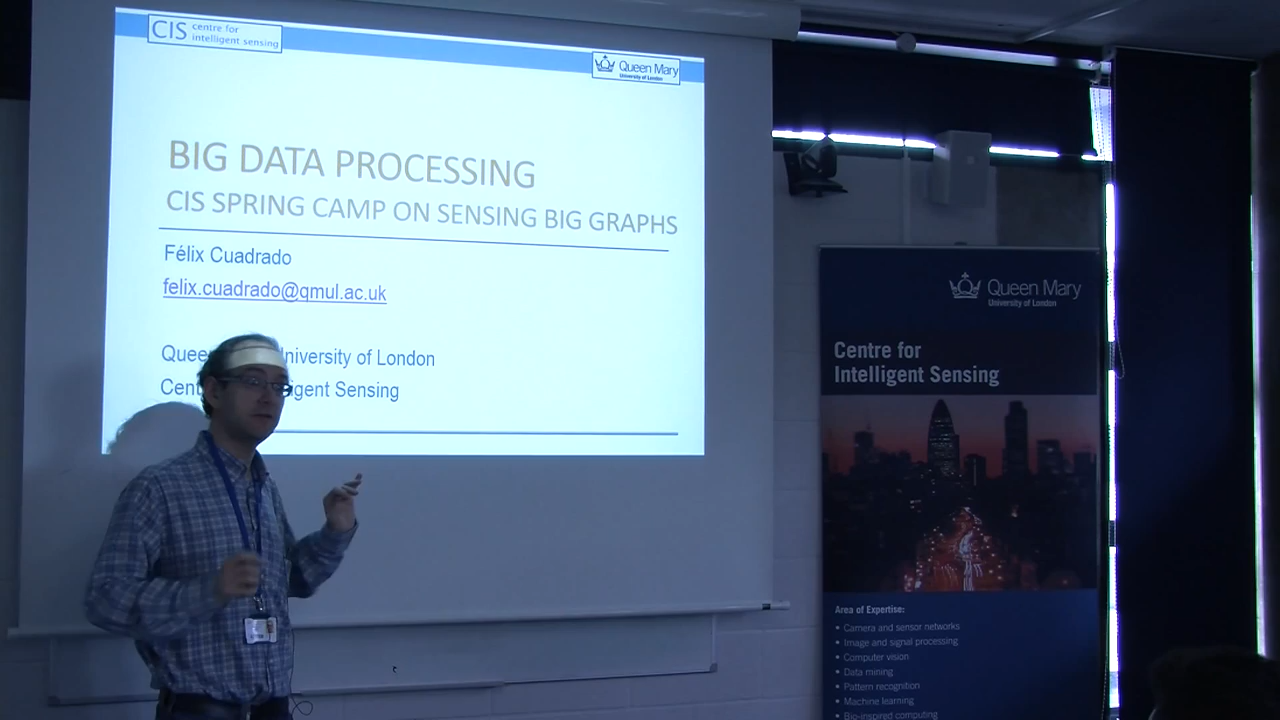 CIS centre for
intelligent sensing
Queen Mary
University of London
BIG DATA PROCESSING
CIS SPRING CAMP ON SENSING BIG GRAPHS
Félix Cuadrado
felix.cuadrado@qmul.ac.uk
University of London
Sensing
Queen Mary
University of London
Centre for
Intelligent Sensing
Area of Expertise:
• Camera and sensor networks
• Image and signal processing
• Computer vision
• Data mining
• Pattern recognition
• Machine learning
• Bio-inspired computing